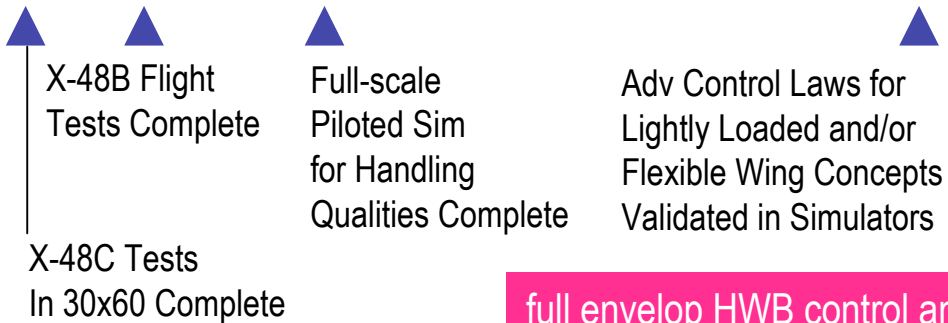 X-48B Flight
Tests Complete
Full-scale
Piloted Sim
for Handling
Qualities Complete
Adv Control Laws for
Lightly Loaded and/or
Flexible Wing Concepts
Validated in Simulators
X-48C Tests
In 30x60 Complete
full envelop HWB control